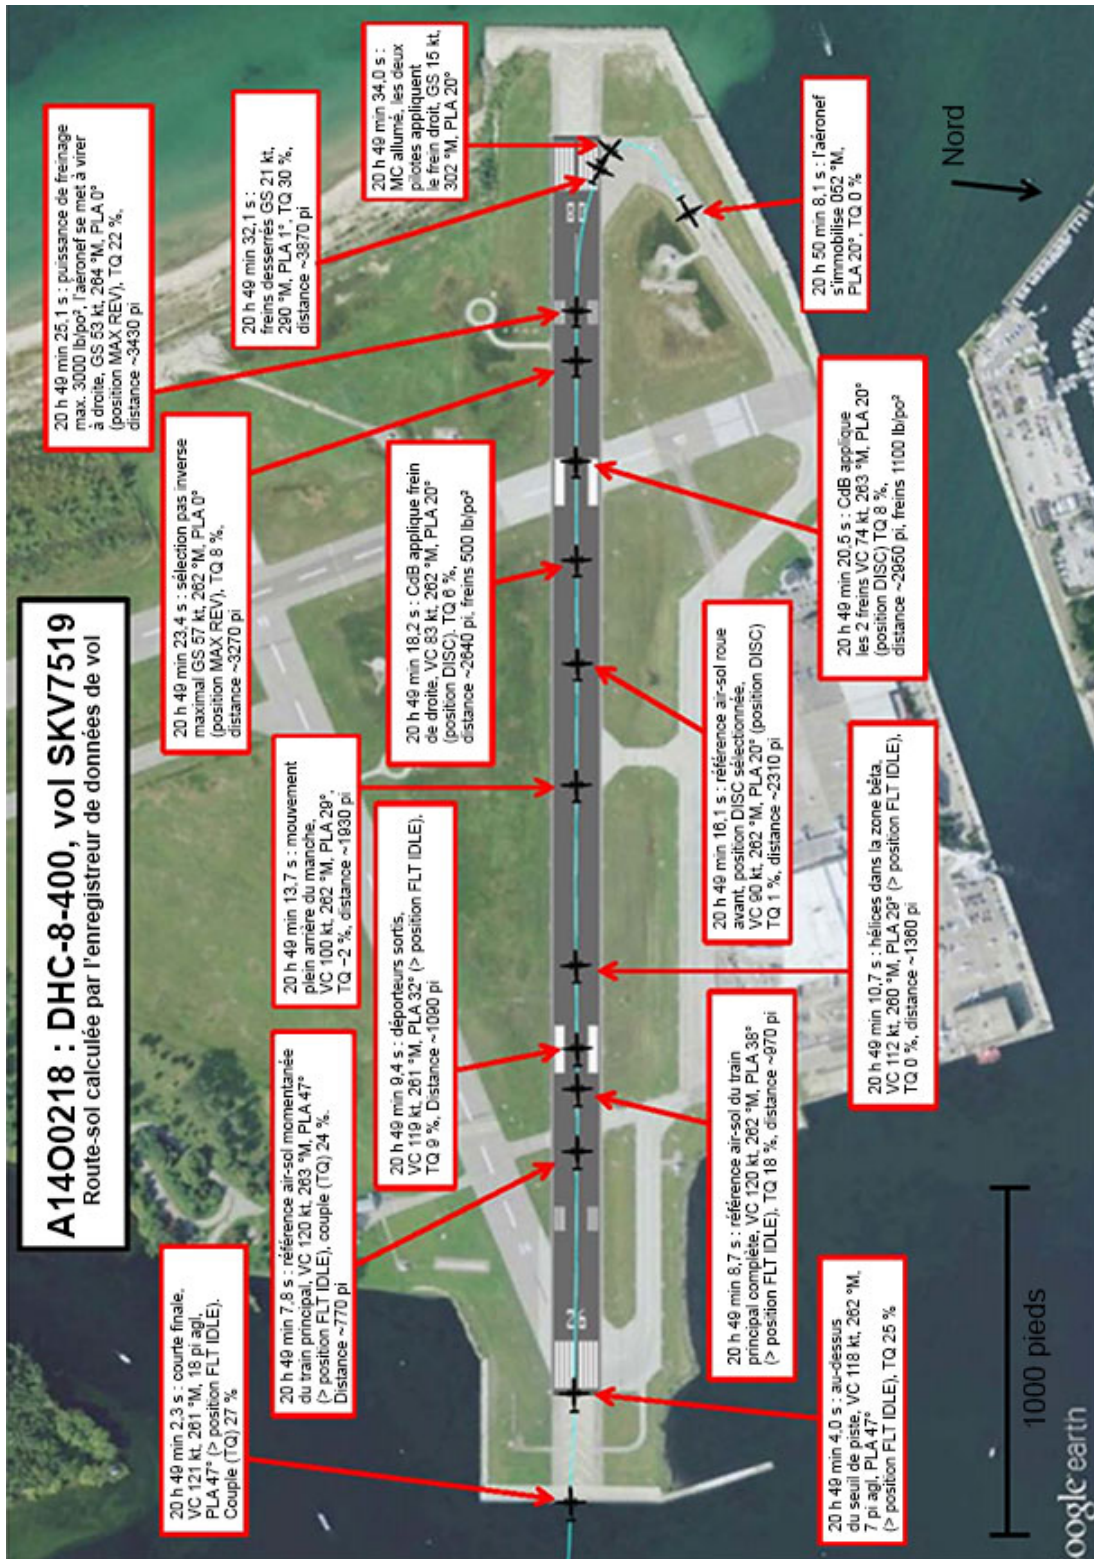 A14O0218 : DHC-8-400, vol SKV7519
Route-sol calculée par l'enregistreur de données de vol
20 h 49 min 2,3 s : courte finale,
VC 121 kt, 261 °M, 18 pi agl,
PLA 47° (> position FLT IDLE).
Couple (TQ) 27 %
20 h 49 min 4,0 s : au-dessus
du seuil de piste, VC 118 kt, 262 °M,
7 pi agl, PLA 47°
(> position FLT IDLE), TQ 25 %
20 h 49 min 7,8 s : référence air-sol momentanée
du train principal, VC 120 kt, 263 °M, PLA 47°
(> position FLT IDLE), couple (TQ) 24 %.
Distance ~770 pi
20 h 49 min 8,7 s : référence air-sol du train
principal complète, VC 120 kt, 262 °M, PLA 38°
(> position FLT IDLE), TQ 18 %, distance ~970 pi
20 h 49 min 9,4 s : déporteurs sortis,
VC 119 kt, 261 °M, PLA 32° (> position FLT IDLE),
TQ 9 %, Distance ~1090 pi
20 h 49 min 10,7 s : hélices dans la zone bêta,
VC 112 kt, 260 °M, PLA 29° (> position FLT IDLE),
TQ 0 %, distance ~1360 pi
20 h 49 min 13,7 s : mouvement
plein arrière du manche,
VC 100 kt, 262 °M, PLA 29°,
TQ −2 %, distance ~1930 pi
20 h 49 min 16,1 s : référence air-sol roue
avant, position DISC sélectionnée,
VC 90 kt, 262 °M, PLA 20° (position DISC)
TQ 1 %, distance ~2310 pi
20 h 49 min 18,2 s : CdB applique frein
de droite, VC 83 kt, 262 °M, PLA 20°
(position DISC). TQ 6 %,
distance ~2640 pi, freins 500 lb/po²
20 h 49 min 20,5 s : CdB applique
les 2 freins VC 74 kt, 263 °M, PLA 20°
(position DISC) TQ 8 %,
distance ~2950 pi, freins 1100 lb/po²
20 h 49 min 23,4 s : sélection pas inverse
maximal GS 57 kt, 262 °M, PLA 0°
(position MAX REV), TQ 8 %,
distance ~3270 pi
20 h 49 min 25,1 s : puissance de freinage
max. 3000 lb/po², l'aéronef se met à virer
à droite, GS 53 kt, 264 °M, PLA 0°
(position MAX REV), TQ 22 %,
distance ~3430 pi
20 h 49 min 32,1 s :
freins desserrés GS 21 kt,
290 °M, PLA 1°, TQ 30 %,
distance ~3870 pi
20 h 49 min 34,0 s :
MC allumé, les deux
pilotes appliquent
le frein droit, GS 15 kt,
302 °M, PLA 20°
20 h 50 min 8,1 s : l'aéronef
s'immobilise 052 °M,
PLA 20°, TQ 0 %
Nord
1000 pieds
oogle earth
26